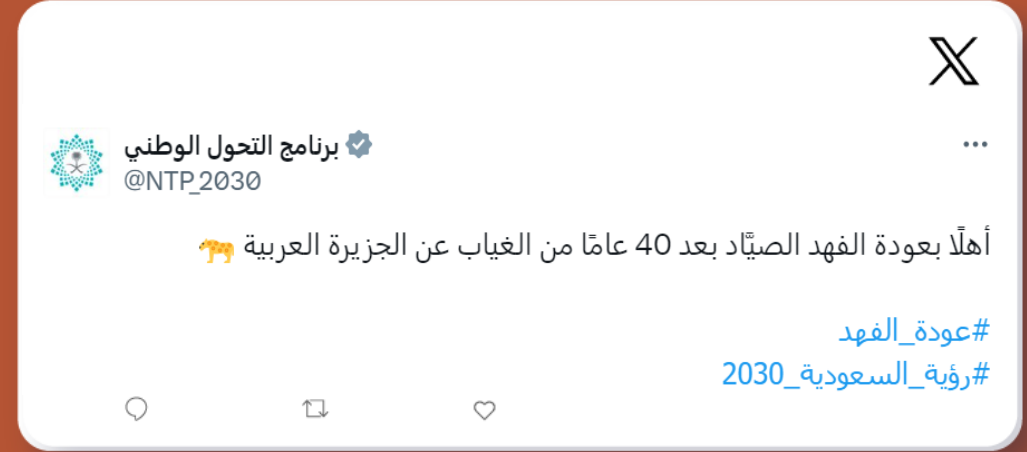 برنامج التحول الوطني
@NTP_2030
أهلًا بعودة الفهد الصيَّاد بعد 40 عامًا من الغياب عن الجزيرة العربية 🐆
#عودة_الفهد
#رؤية_السعودية_2030